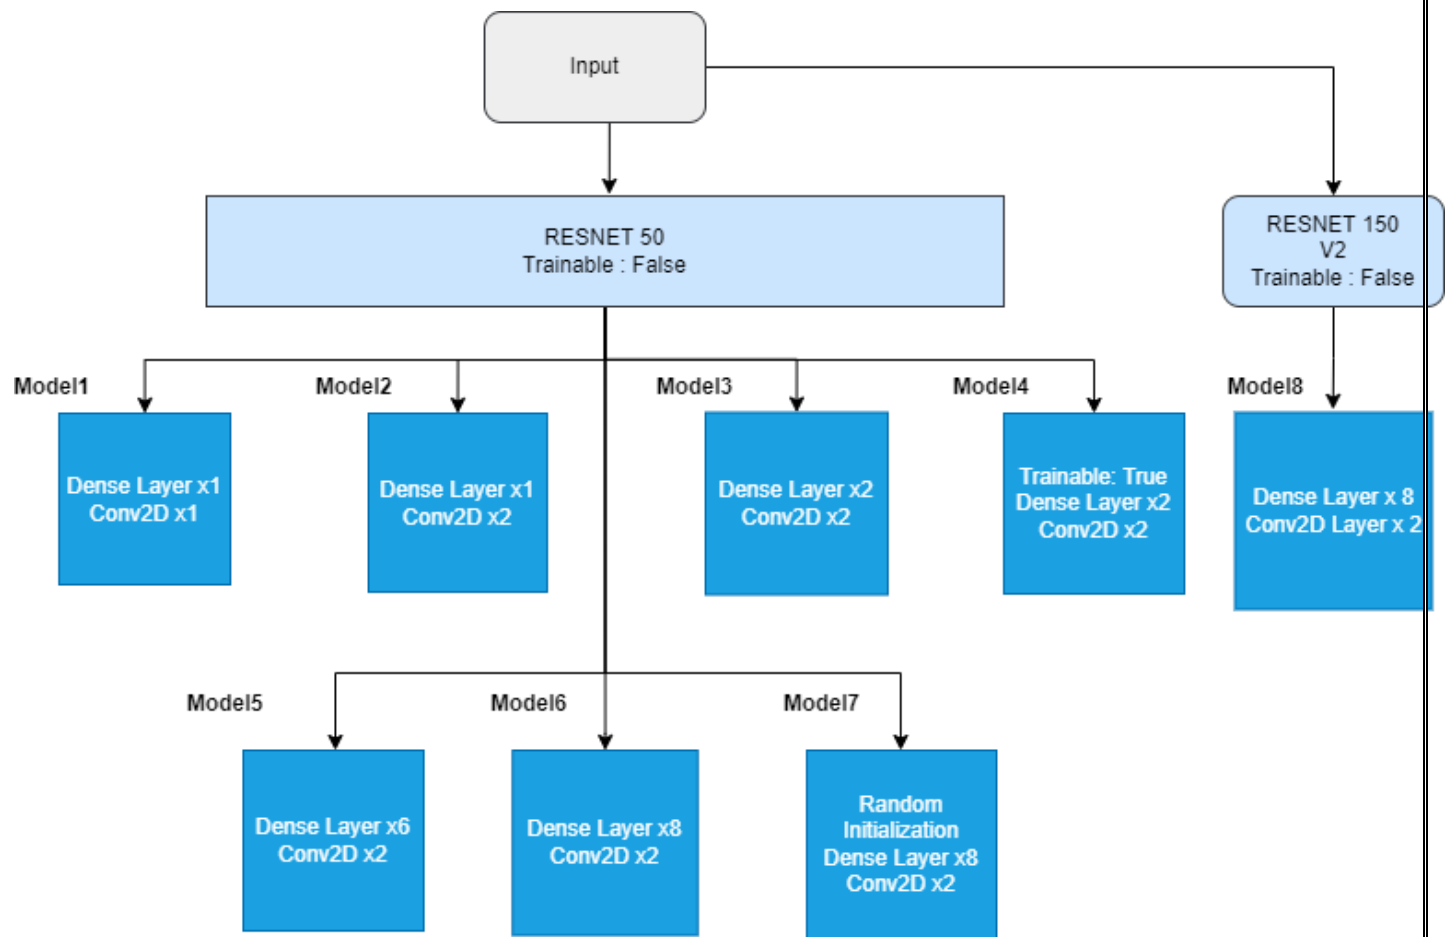 Input
RESNET 50
Trainable : False
RESNET 150
V2
Trainable : False
Model1
Model2
Model3
Model4
Model8
Dense Layer x1
Conv2D x1
Dense Layer x1
Conv2D x2
Dense Layer x2
Conv2D x2
Trainable: True
Dense Layer x2
Conv2D x2
Dense Layer x 8
Conv2D Layer x 2
Model5
Model6
Model7
Dense Layer x6
Conv2D x2
Dense Layer x8
Conv2D x2
Random
Initialization
Dense Layer x8
Conv2D x2